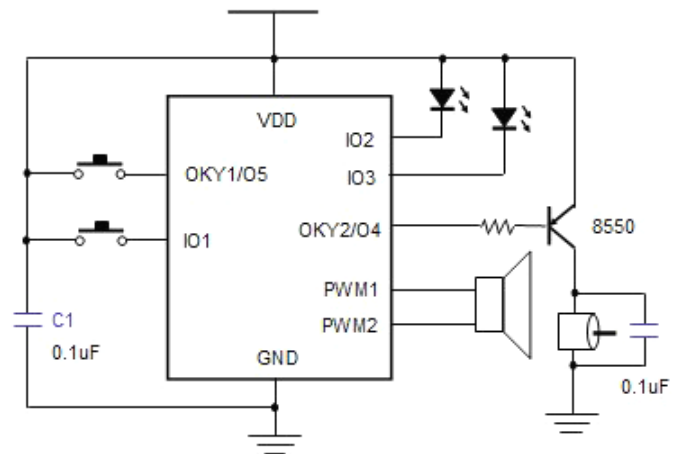 VDD
IO2
OKY1/O5
IO3
OKY2/O4
8550
IO1
PWM1
C1
PWM2
0.1uF
GND
0.1uF